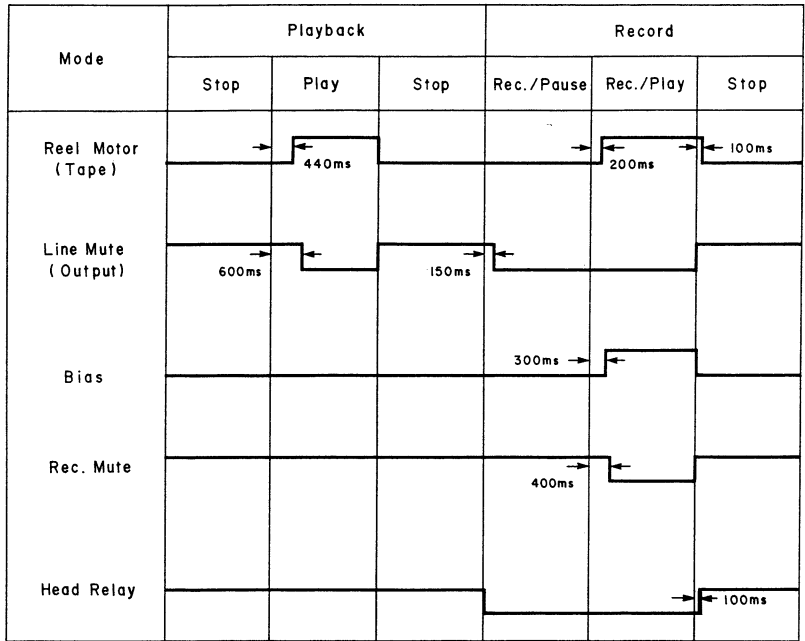 Mode
Playback
Record
Stop
Play
Stop
Rec./Pause
Rec./Play
Stop
Reel Motor
(Tape)
440ms
200ms
100ms
Line Mute
(Output)
600ms
150ms
Bias
300ms
Rec. Mute
400ms
Head Relay
100ms